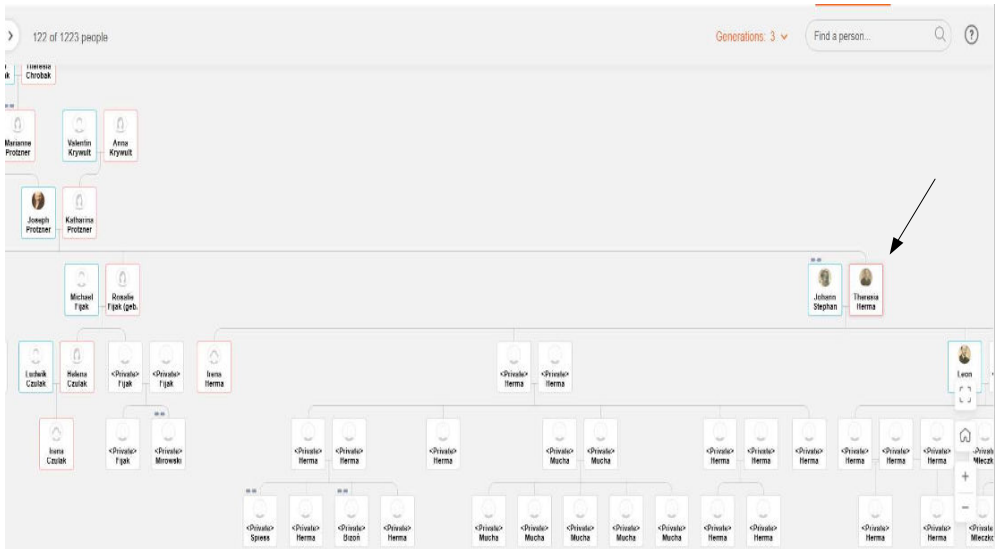 122 of 1223 people
Generations: 3
Find a person...
?
Theresia
Chrobak
Marianne
Protzner
Valentin
Krywult
Anna
Krywult
Joseph
Protzner
Katharina
Protzner
Michael
Fijak
Rosalie
Fijak (geb.
Johann
Stephan
Theresia
Herma
Ludwik
Czulak
Helena
Czulak
<Private>
Fijak
<Private>
Fijak
Irena
Herma
<Private>
Herma
<Private>
Herma
Leon
Irena
Czulak
<Private>
Fijak
<Private>
Mirowski
<Private>
Herma
<Private>
Herma
<Private>
Herma
<Private>
Mucha
<Private>
Mucha
<Private>
Herma
<Private>
Herma
<Private>
Herma
<Private>
Herma
<Private>
Herma
<Private>
Herma
<Private>
Spiess
<Private>
Herma
<Private>
Bizoń
<Private>
Herma
<Private>
Mucha
<Private>
Mucha
<Private>
Mucha
<Private>
Mucha
<Private>
Mucha
<Private>
Herma
<Private>
Herma
<Private>
Herma
<Private>
Herma
<Private>